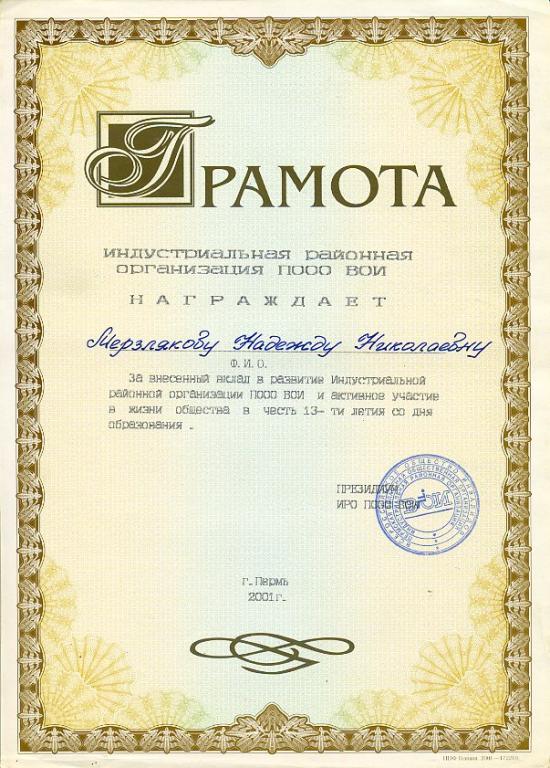 ГРАМОТА
ИНДУСТРИАЛЬНАЯ РАЙОННАЯ
ОРГАНИЗАЦИЯ ПООО ВОИ
НАГРАЖДАЕТ
Мерзлякову Надежду Николаевну
Ф.И.О.
За внесенный вклад в развитие Индустриальной
районной организации ПООО ВОИ и активное участие
в жизни общества в честь 13-ти летия со дня
образования.
ПРЕЗИДИУМ
ИРО ПООО ВОИ
ВОИ
г.Пермь
2001г.